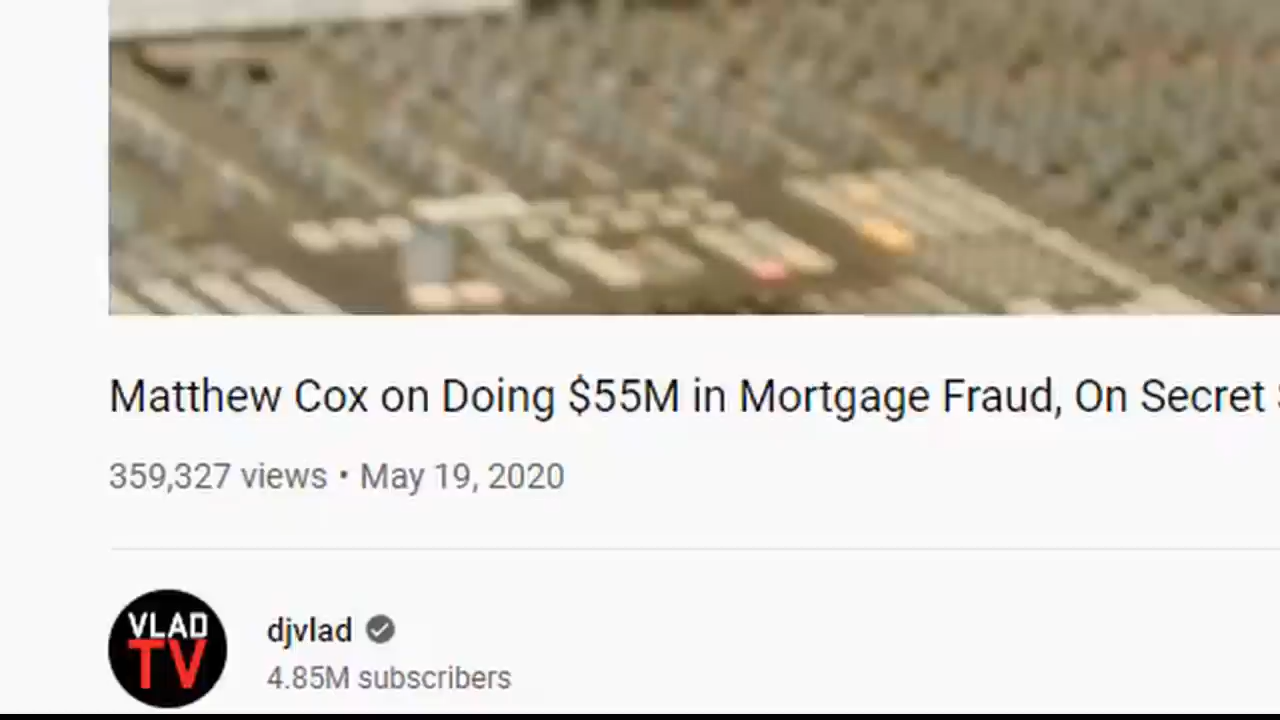 Matthew Cox on Doing $55M in Mortgage Fraud, On Secret
359,327 views • May 19, 2020
VLAD
TV
djvlad
4.85M subscribers